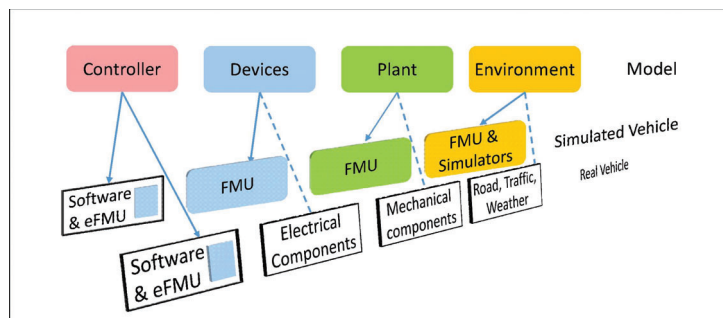 Controller
Devices
Plant
Environment
Model
FMU
FMU
FMU &
Simulators
Simulated Vehicle
Real Vehicle
Software
& eFMU
Software
& eFMU
Electrical
Components
Mechanical
components
Road, Traffic,
Weather